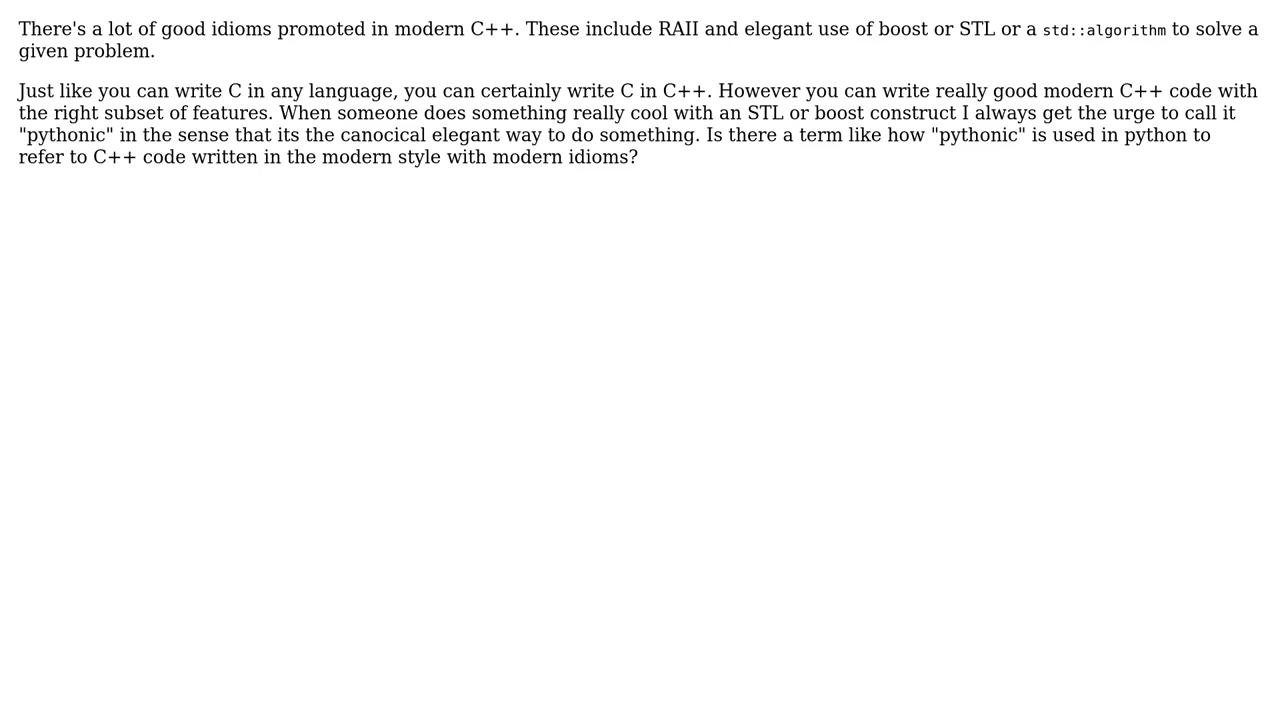 There's a lot of good idioms promoted in modern C++. These include RAII and elegant use of boost or STL or a std::algorithm to solve a
given problem.
Just like you can write C in any language, you can certainly write C in C++. However you can write really good modern C++ code with
the right subset of features. When someone does something really cool with an STL or boost construct I always get the urge to call it
"pythonic" in the sense that its the canocical elegant way to do something. Is there a term like how "pythonic" is used in python to
refer to C++ code written in the modern style with modern idioms?